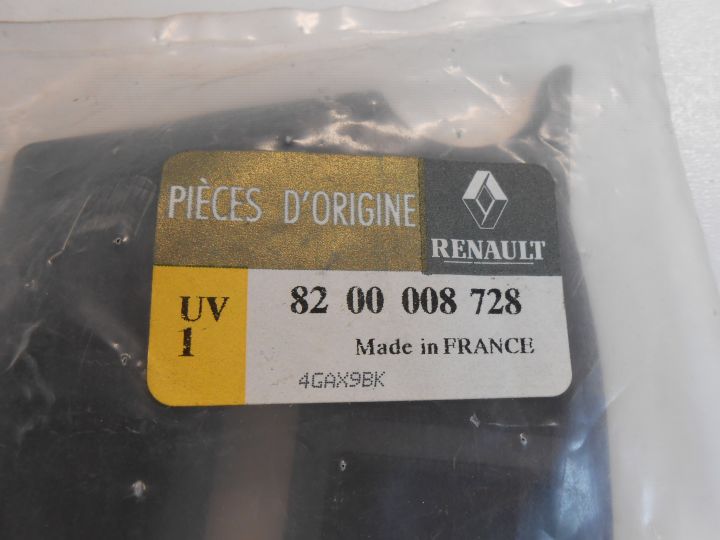 PIÈCES D'ORIGINE
RENAULT
UV
1
82 00 008 728
Made in FRANCE
4GAX9BK